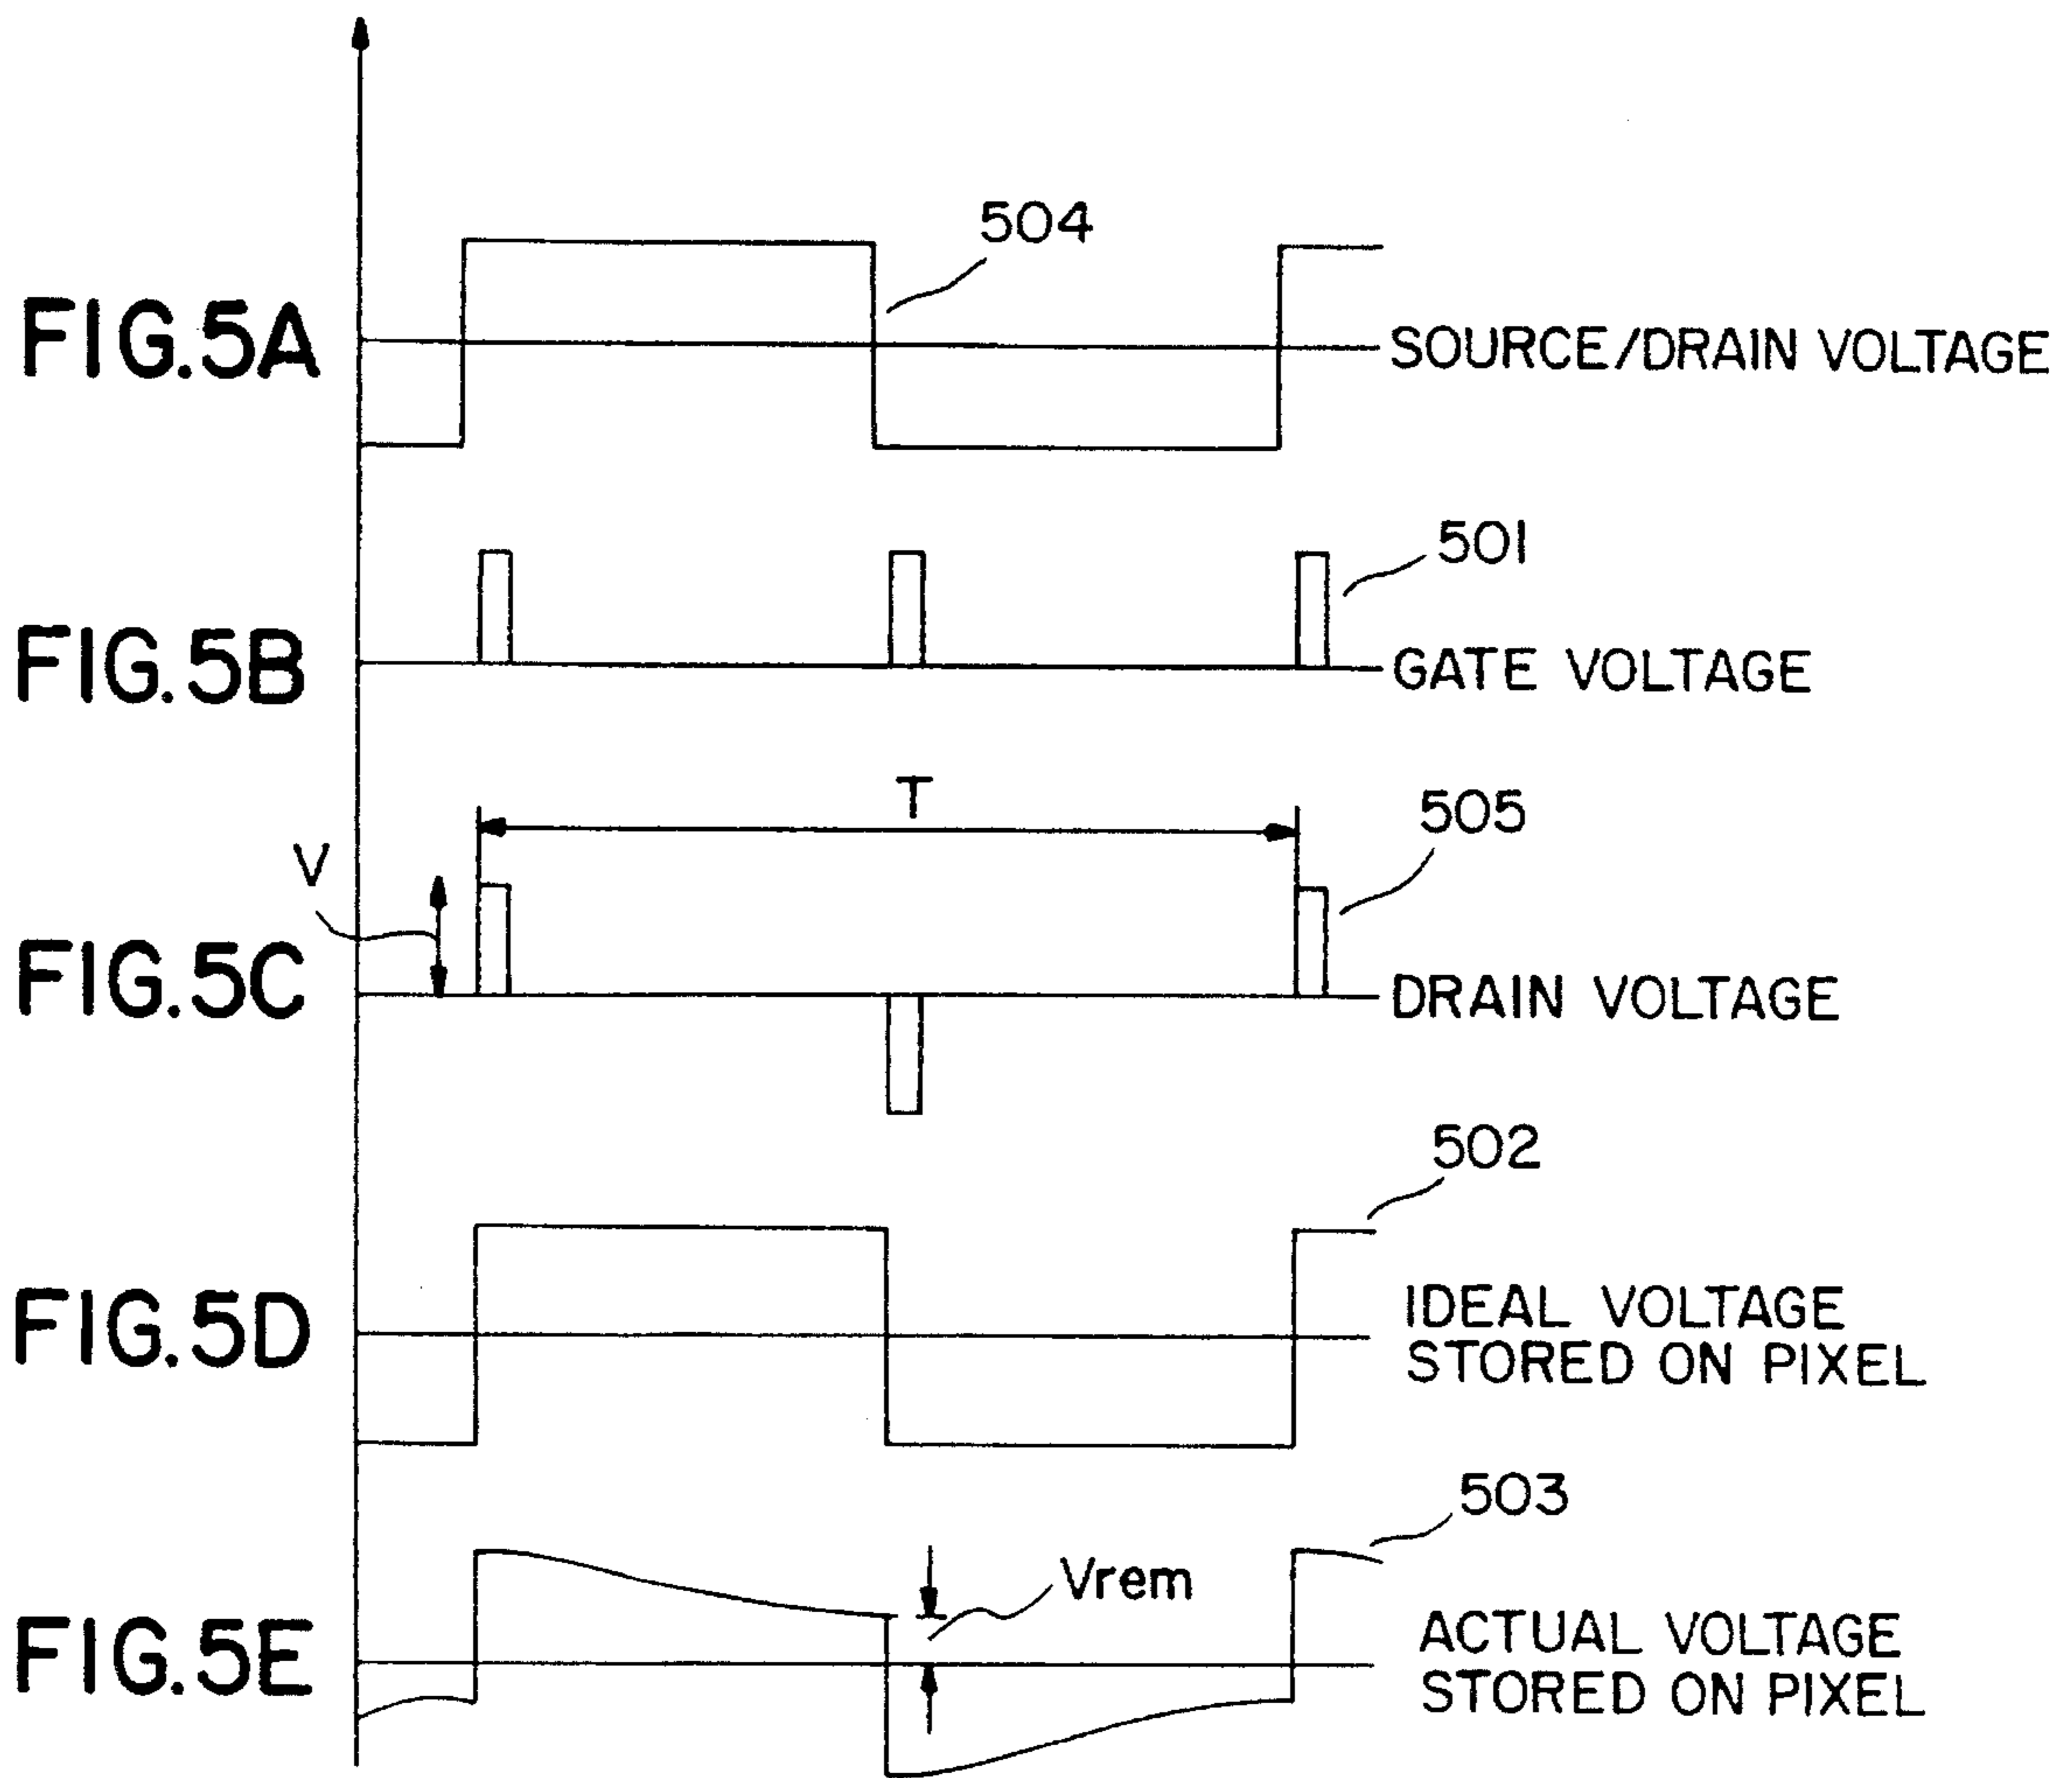 504
FIG.5A
SOURCE/DRAIN VOLTAGE
501
FIG.5B
GATE VOLTAGE
T
505
V
FIG.5C
DRAIN VOLTAGE
502
FIG.5D
IDEAL VOLTAGE
STORED ON PIXEL
503
Vrem
FIG.5E
ACTUAL VOLTAGE
STORED ON PIXEL